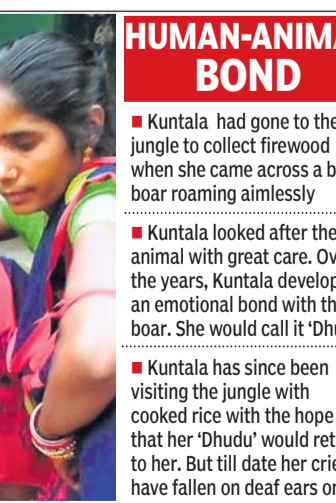 HUMAN-ANIMA
BOND
Kuntala had gone to the
jungle to collect firewood
when she came across a b
boar roaming aimlessly
Kuntala looked after the
animal with great care. Ov
the years, Kuntala develop
an emotional bond with th
boar. She would call it ‘Dhu
Kuntala has since been
visiting the jungle with
cooked rice with the hope
that her ‘Dhudu’ would ret
to her. But till date her crie
have fallen on deaf ears or